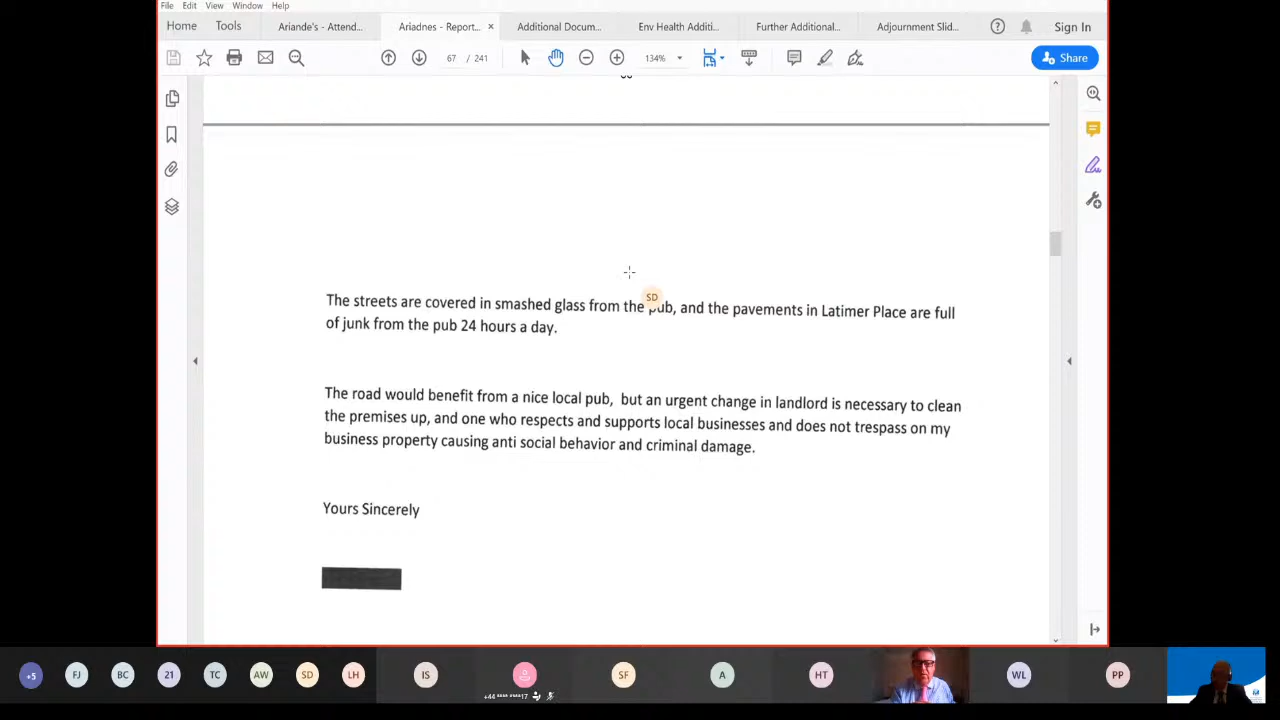 File Edit View Window Help
Home Tools Ariande's - Attend... Ariadnes - Report... × Additional Docum... Env Health Additi... Further Additional... Adjournment Slid... Sign In
67 / 241 134% Share
The streets are covered in smashed glass from the pub, and the pavements in Latimer Place are full
of junk from the pub 24 hours a day.
The road would benefit from a nice local pub, but an urgent change in landlord is necessary to clean
the premises up, and one who respects and supports local businesses and does not trespass on my
business property causing anti social behavior and criminal damage.
Yours Sincerely
SD
+5 FJ BC 21 TC AW SD LH IS SF A HT WL PP
+44 **** ****17